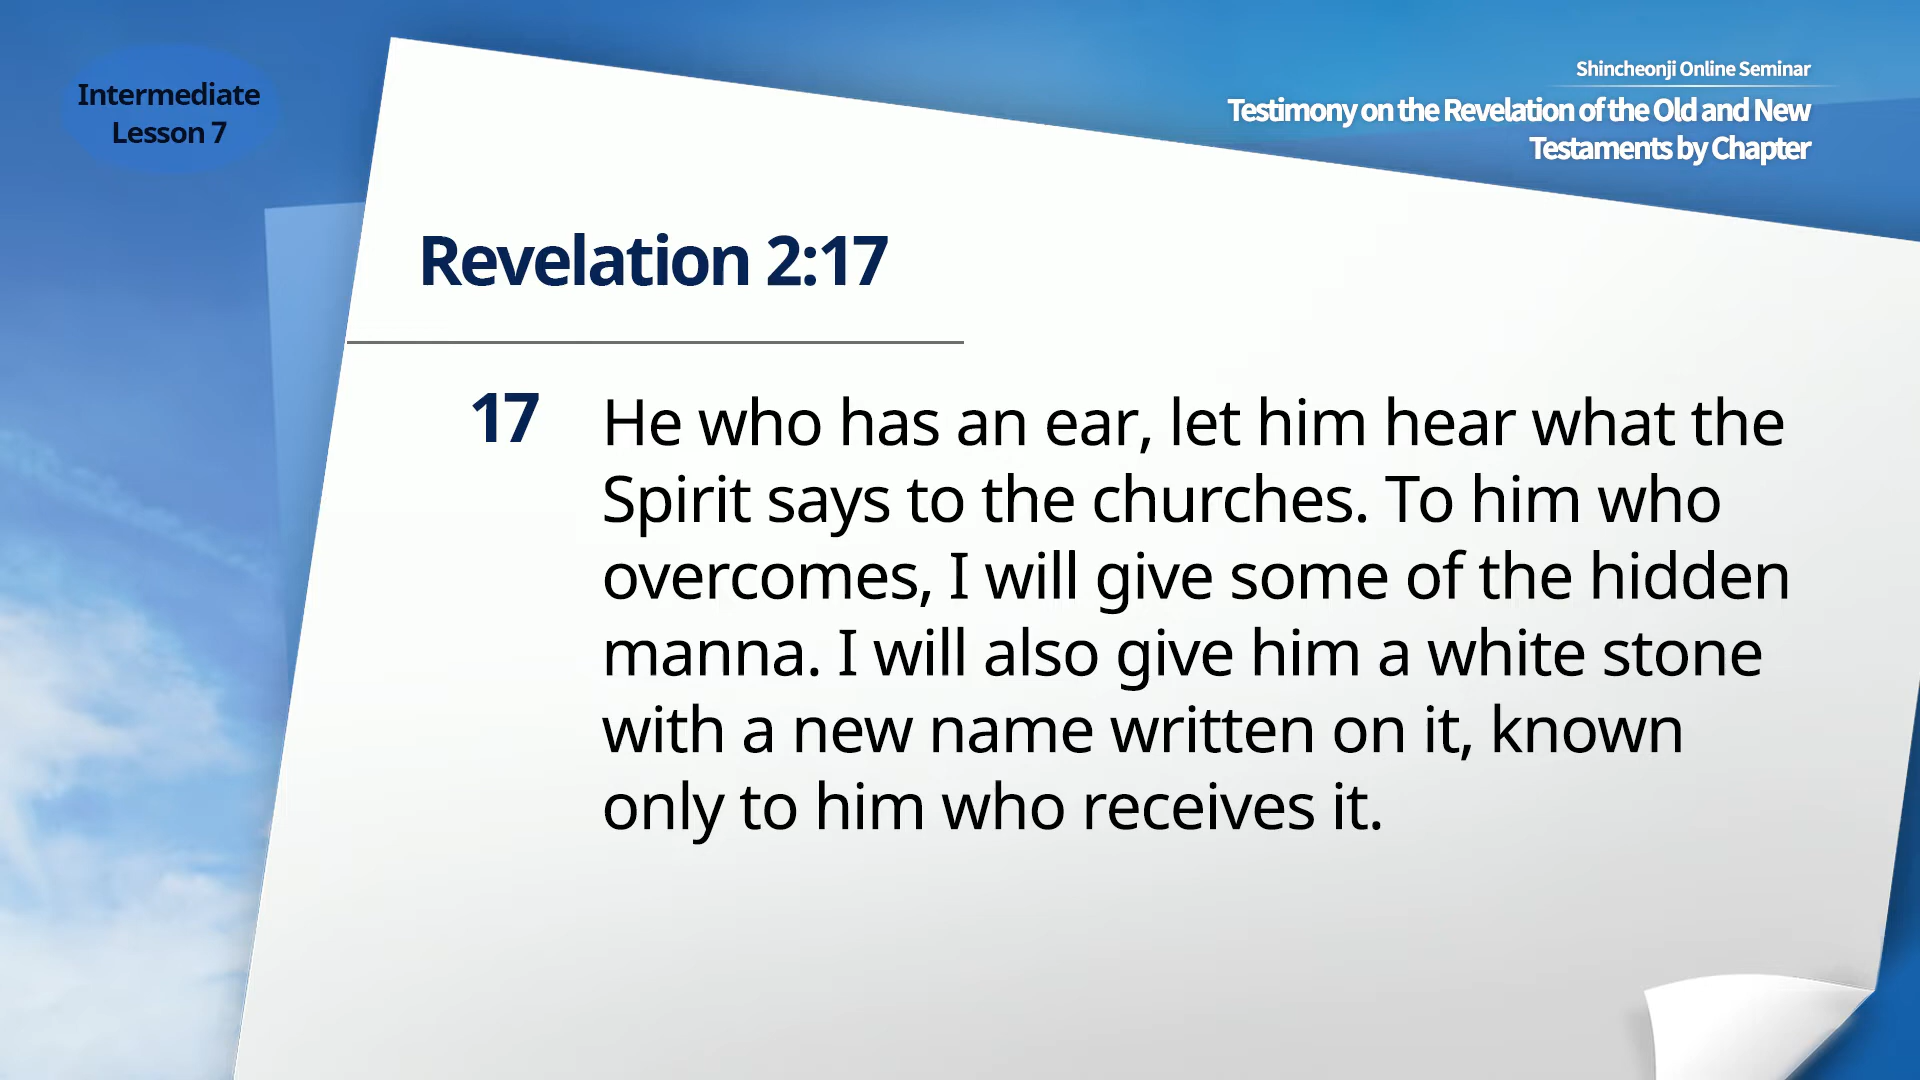 Intermediate
Lesson 7
Shincheonji Online Seminar
Testimony on the Revelation of the Old and New
Testaments by Chapter
Revelation 2:17
17 He who has an ear, let him hear what the
Spirit says to the churches. To him who
overcomes, I will give some of the hidden
manna. I will also give him a white stone
with a new name written on it, known
only to him who receives it.